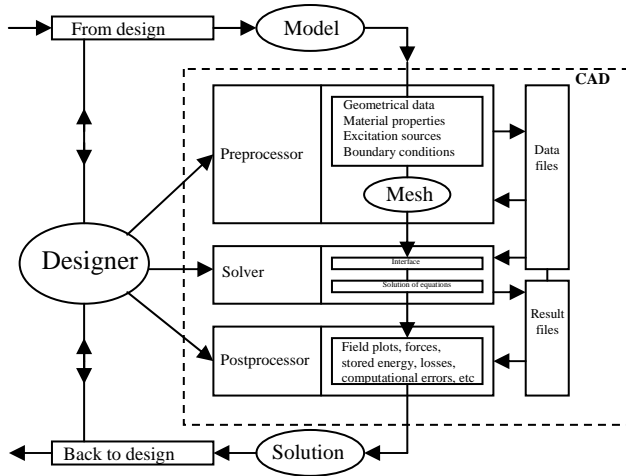 From design
Model
CAD
Geometrical data
Material properties
Excitation sources
Boundary conditions
Preprocessor
Data
files
Mesh
Designer
Solver
Interface
Solution of equations
Result
files
Postprocessor
Field plots, forces,
stored energy, losses,
computational errors, etc
Back to design
Solution